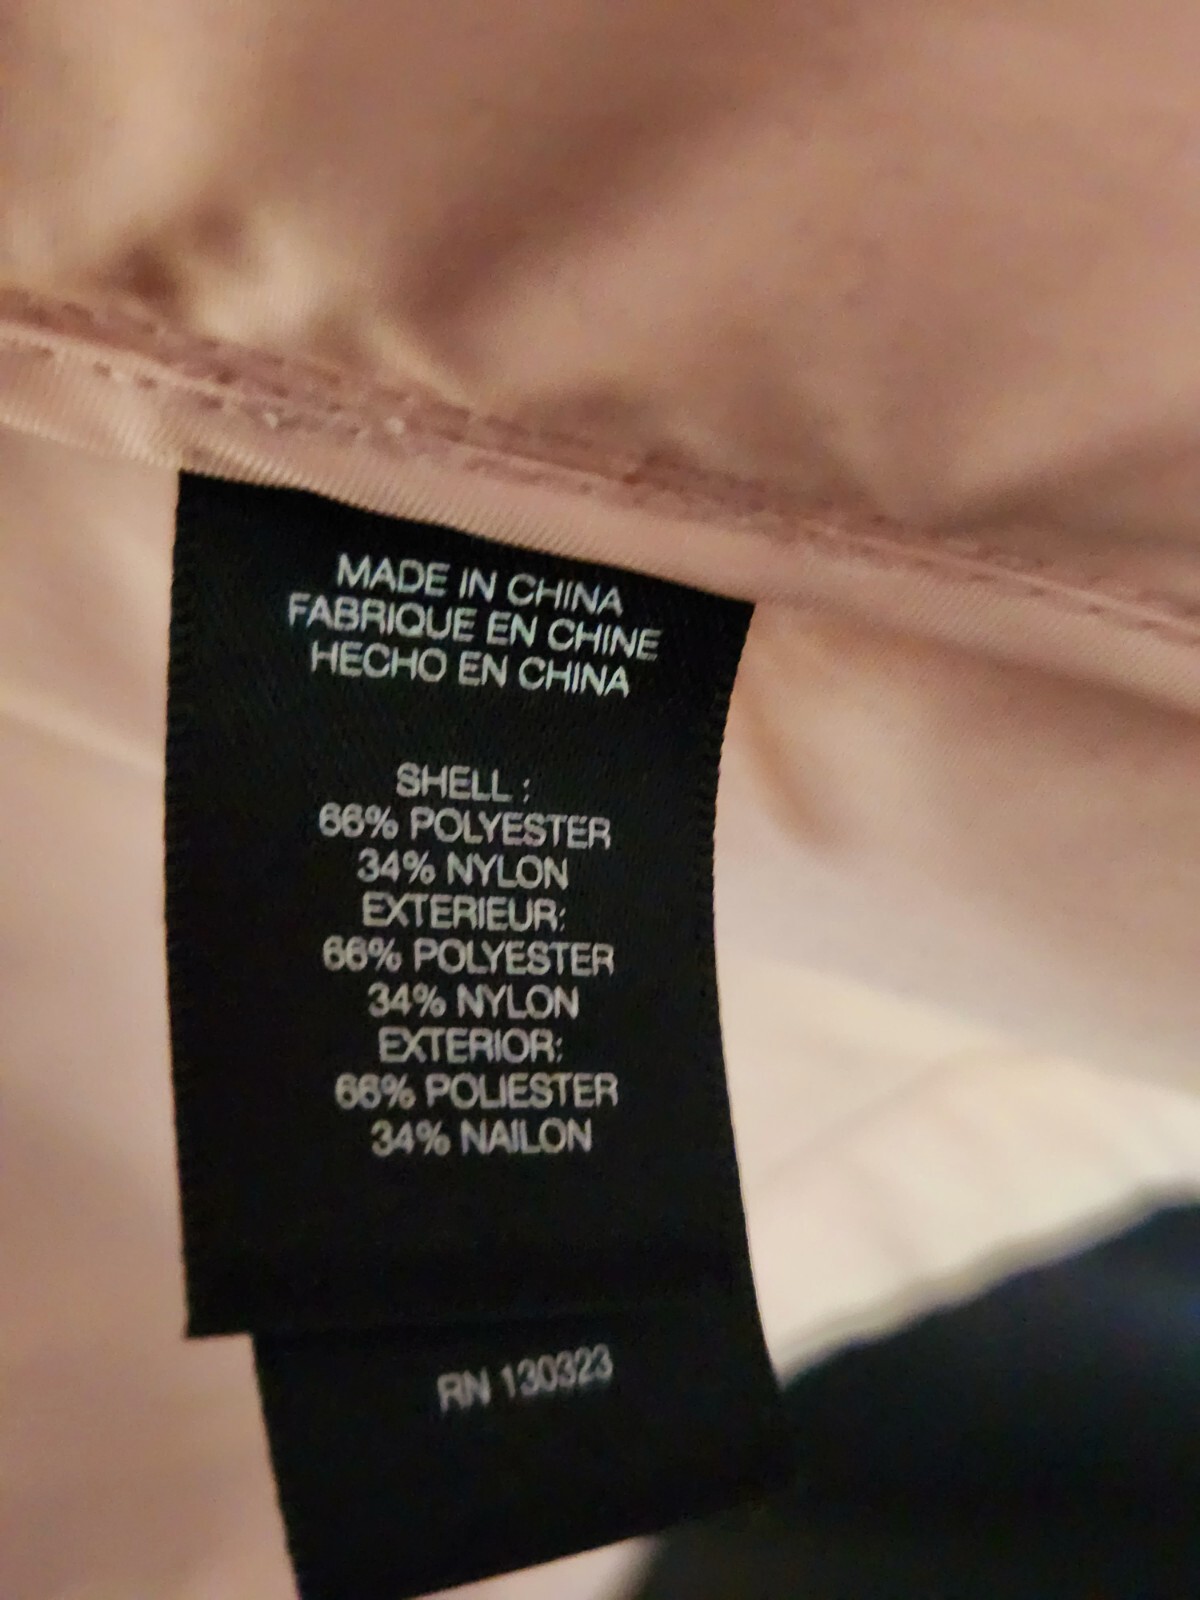 MADE IN CHINA
FABRIQUE EN CHINE
HECHO EN CHINA
SHELL :
66% POLYESTER
34% NYLON
EXTERIEUR:
66% POLYESTER
34% NYLON
EXTERIOR:
66% POLIESTER
34% NAILON
RN 130323